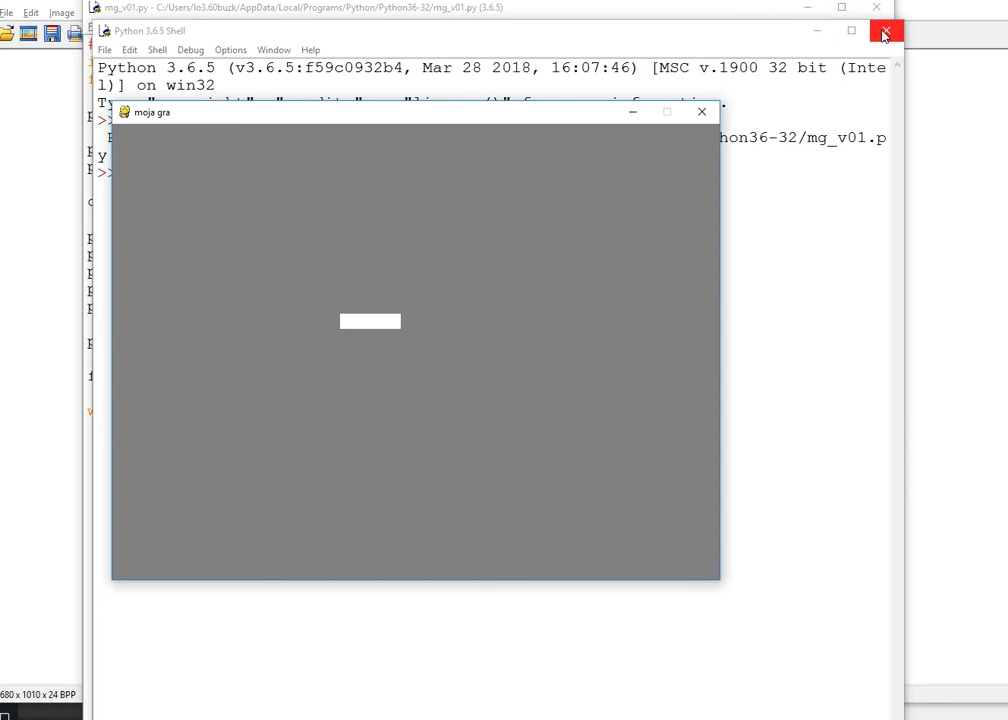 mg_v01.py - C:/Users/lo3.60buzk/AppData/Local/Programs/Python/Python36-32/mg_v01.py (3.6.5)
File Edit Image
Python 3.6.5 Shell
File Edit Shell Debug Options Window Help
Python 3.6.5 (v3.6.5:f59c0932b4, Mar 28 2018, 16:07:46) [MSC v.1900 32 bit (Inte
l)] on win32
moja gra
hon36-32/mg_v01.p
y
>>
680 x 1010 x 24 BPP